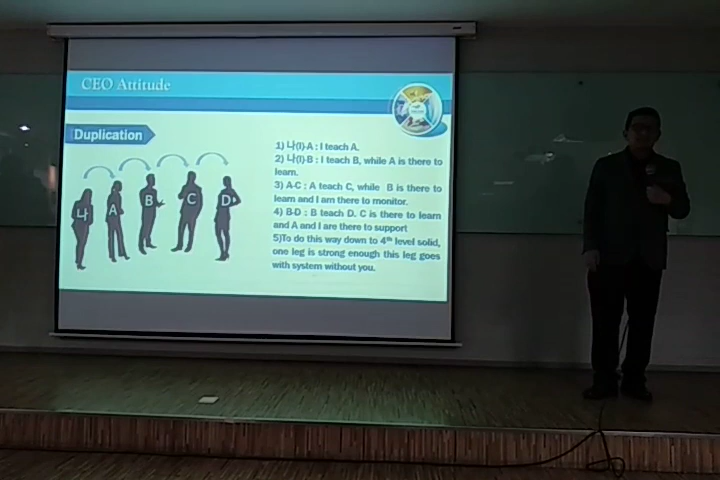 CEO Attitude
Duplication
나 A B C D
1) 나(I)-A : I teach A.
2) 나(I)-B : I teach B, while A is there to
learn.
3) A-C : A teach C, while B is there to
learn and I am there to monitor.
4) B-D : B teach D. C is there to learn
and A and I are there to support
5)To do this way down to 4th level solid,
one leg is strong enough this leg goes
with system without you.